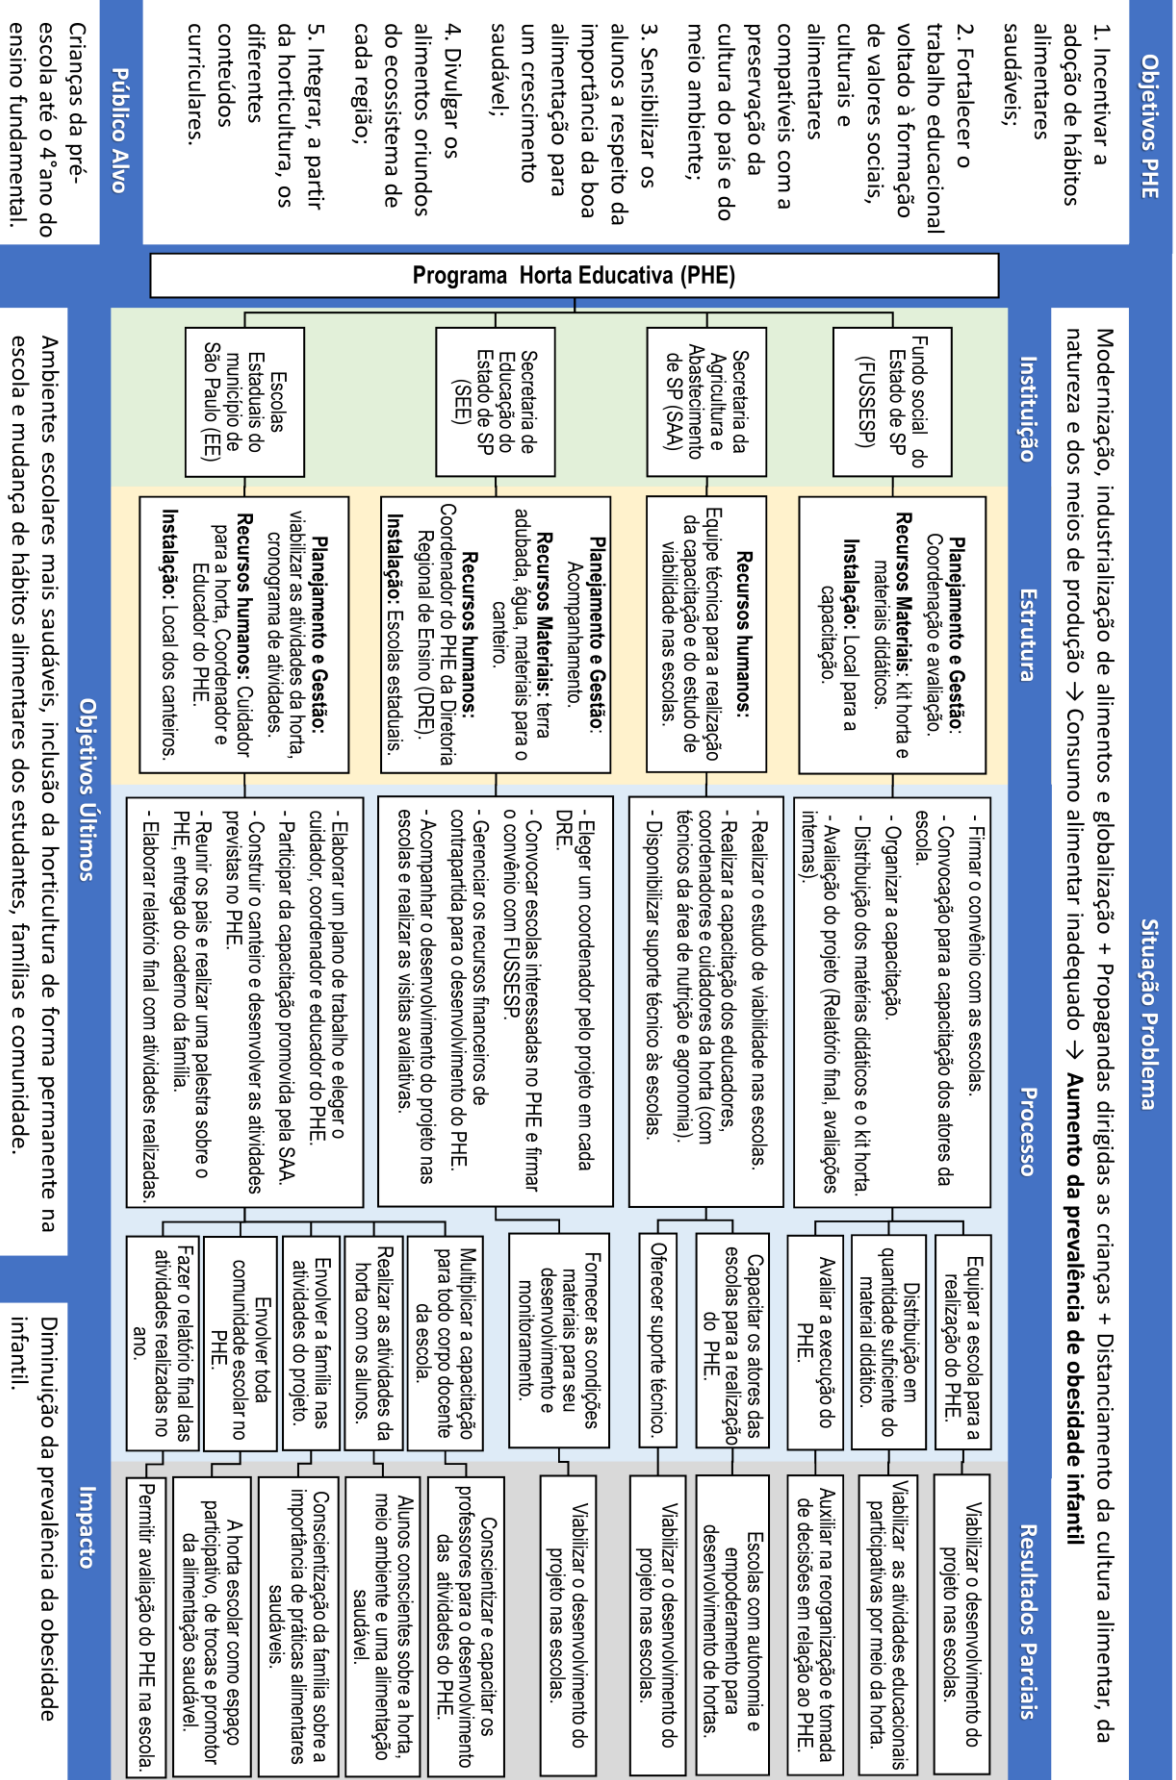 Objetivos PHE
1. Incentivar a
adoção de hábitos
alimentares
saudáveis;
2. Fortalecer o
trabalho educacional
voltado à formação
de valores sociais,
culturais e
alimentares
compatíveis com a
preservação da
cultura do país e do
meio ambiente;
3. Sensibilizar os
alunos a respeito da
importância da boa
alimentação para
um crescimento
saudável;
4. Divulgar os
alimentos oriundos
do ecossistema de
cada região;
5. Integrar, a partir
da horticultura, os
diferentes
conteúdos
curriculares.
Público Alvo
Crianças da pré-
escola até o 4°ano do
ensino fundamental.
Situação Problema
Modernização, industrialização de alimentos e globalização + Propagandas dirigidas as crianças + Distanciamento da cultura alimentar, da
natureza e dos meios de produção → Consumo alimentar inadequado → Aumento da prevalência de obesidade infantil
Programa Horta Educativa (PHE)
Instituição
Estrutura
Processo
Resultados Parciais
Fundo social do
Estado de SP
(FUSSESP)
Planejamento e Gestão:
Coordenação e avaliação.
Recursos Materiais: kit horta e
materiais didáticos.
Instalação: Local para a
capacitação.
- Firmar o convênio com as escolas.
- Convocação para a capacitação dos atores da
escola.
- Organizar a capacitação.
- Distribuição dos matérias didáticos e o kit horta.
- Avaliação do projeto (Relatório final, avaliações
internas).
Equipar a escola para a
realização do PHE.
Viabilizar o desenvolvimento do
projeto nas escolas.
Distribuição em
quantidade suficiente do
material didático.
Viabilizar as atividades educacionais
participativas por meio da horta.
Avaliar a execução do
PHE.
Auxiliar na reorganização e tomada
de decisões em relação ao PHE.
Secretaria da
Agricultura e
Abastecimento
de SP (SAA)
Recursos humanos:
Equipe técnica para a realização
da capacitação e do estudo de
viabilidade nas escolas.
- Realizar o estudo de viabilidade nas escolas.
- Realizar a capacitação dos educadores,
coordenadores e cuidadores da horta (com
técnicos da área de nutrição e agronomia).
- Disponibilizar suporte técnico às escolas.
Capacitar os atores das
escolas para a realização
do PHE.
Escolas com autonomia e
empoderamento para
desenvolvimento de hortas.
Oferecer suporte técnico.
Viabilizar o desenvolvimento do
projeto nas escolas.
Secretaria de
Educação do
Estado de SP
(SEE)
Planejamento e Gestão:
Acompanhamento.
Recursos Materiais: terra
adubada, água, materiais para o
canteiro.
Recursos humanos:
Coordenador do PHE da Diretoria
Regional de Ensino (DRE).
Instalação: Escolas estaduais.
- Eleger um coordenador pelo projeto em cada
DRE.
- Convocar escolas interessadas no PHE e firmar
o convênio com FUSSESP.
- Gerenciar os recursos financeiros de
contrapartida para o desenvolvimento do PHE.
- Acompanhar o desenvolvimento do projeto nas
escolas e realizar as visitas avaliativas.
Fornecer as condições
materiais para seu
desenvolvimento e
monitoramento.
Viabilizar o desenvolvimento do
projeto nas escolas.
Escolas
Estaduais do
município de
São Paulo (EE)
Planejamento e Gestão:
viabilizar as atividades da horta,
cronograma de atividades.
Recursos humanos: Cuidador
para a horta, Coordenador e
Educador do PHE.
Instalação: Local dos canteiros.
- Elaborar um plano de trabalho e eleger o
cuidador, coordenador e educador do PHE.
- Participar da capacitação promovida pela SAA.
- Construir o canteiro e desenvolver as atividades
previstas no PHE.
- Reunir os pais e realizar uma palestra sobre o
PHE, entrega do caderno da família.
- Elaborar relatório final com atividades realizadas.
Multiplicar a capacitação
para todo corpo docente
da escola.
Conscientizar e capacitar os
professores para o desenvolvimento
das atividades do PHE.
Realizar as atividades da
horta com os alunos.
Alunos conscientes sobre a horta,
meio ambiente e uma alimentação
saudável.
Envolver a família nas
atividades do projeto.
Conscientização da família sobre a
importância de práticas alimentares
saudáveis.
Envolver toda
comunidade escolar no
PHE.
A horta escolar como espaço
participativo, de trocas e promotor
da alimentação saudável.
Fazer o relatório final das
atividades realizadas no
ano.
Permitir avaliação do PHE na escola.
Objetivos Últimos
Ambientes escolares mais saudáveis, inclusão da horticultura de forma permanente na
escola e mudança de hábitos alimentares dos estudantes, famílias e comunidade.
Impacto
Diminuição da prevalência da obesidade
infantil.